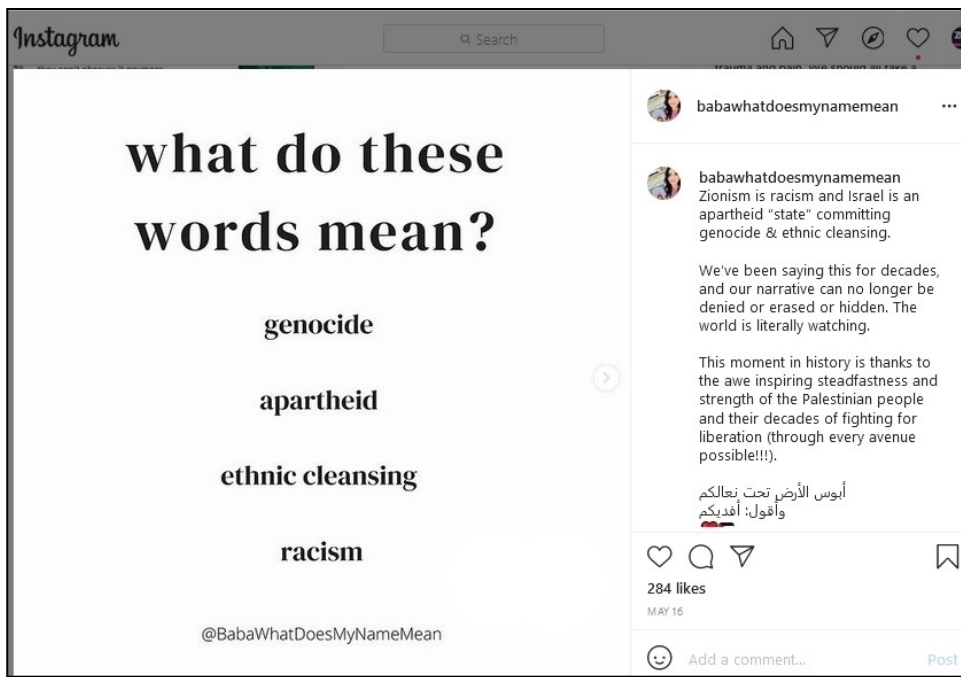 Instagram
Search
what do these
words mean?
genocide
apartheid
ethnic cleansing
racism
@BabaWhatDoesMyNameMean
babawhatdoesmynamemean
babawhatdoesmynamemean
Zionism is racism and Israel is an
apartheid “state” committing
genocide & ethnic cleansing.
We've been saying this for decades,
and our narrative can no longer be
denied or erased or hidden. The
world is literally watching.
This moment in history is thanks to
the awe inspiring steadfastness and
strength of the Palestinian people
and their decades of fighting for
liberation (through every avenue
possible!!!).
أبوس الأرض تحت نعالكم
وأقول: أفديكم
284 likes
MAY 16
Add a comment...
Post